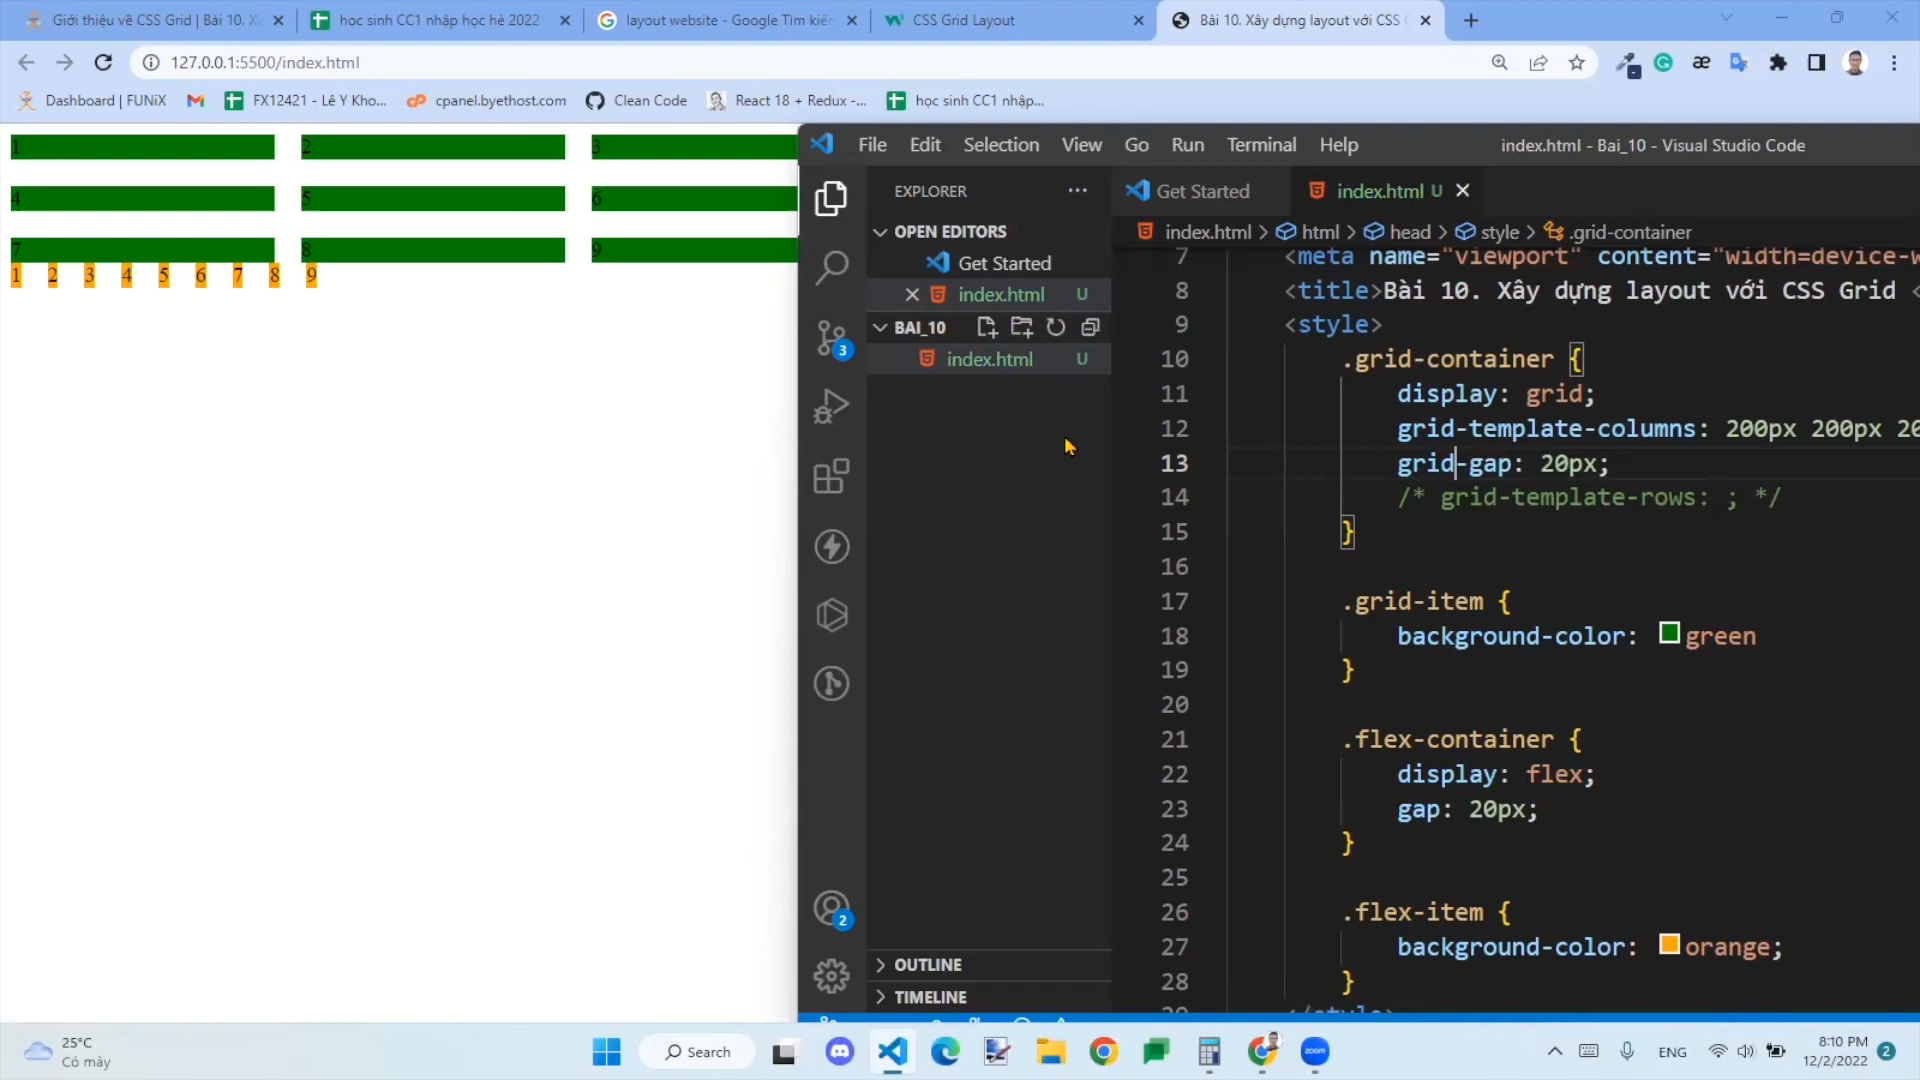 Giới thiệu về CSS Grid | Bài 10. X
học sinh CC1 nhập học hè 2022
layout website - Google Tìm kiến
CSS Grid Layout
Bài 10. Xây dựng layout với CSS
127.0.0.1:5500/index.html
Dashboard | FUNiX
FX12421 - Lê Y Kho...
cpanel.byethost.com
Clean Code
React 18 + Redux -...
học sinh CC1 nhập...
1 2 3
4 5 6
7 8 9
1 2 3 4 5 6 7 8 9
File Edit Selection View Go Run Terminal Help
index.html - Bai_10 - Visual Studio Code
EXPLORER
OPEN EDITORS
Get Started
index.html U
BAI_10
index.html U
OUTLINE
TIMELINE
3
2
Get Started
index.html U
index.html > html > head > style > .grid-container
7 <meta name="viewport" content="width=device-w
8 <title>Bài 10. Xây dựng layout với CSS Grid <
9 <style>
10 .grid-container {
11 display: grid;
12 grid-template-columns: 200px 200px 20
13 grid-gap: 20px;
14 /* grid-template-rows: ; */
15 }
16
17 .grid-item {
18 background-color: green
19 }
20
21 .flex-container {
22 display: flex;
23 gap: 20px;
24 }
25
26 .flex-item {
27 background-color: orange;
28 }
29 </style>
25°C
Có mây
Search
zoom
ENG
8:10 PM
12/2/2022
2